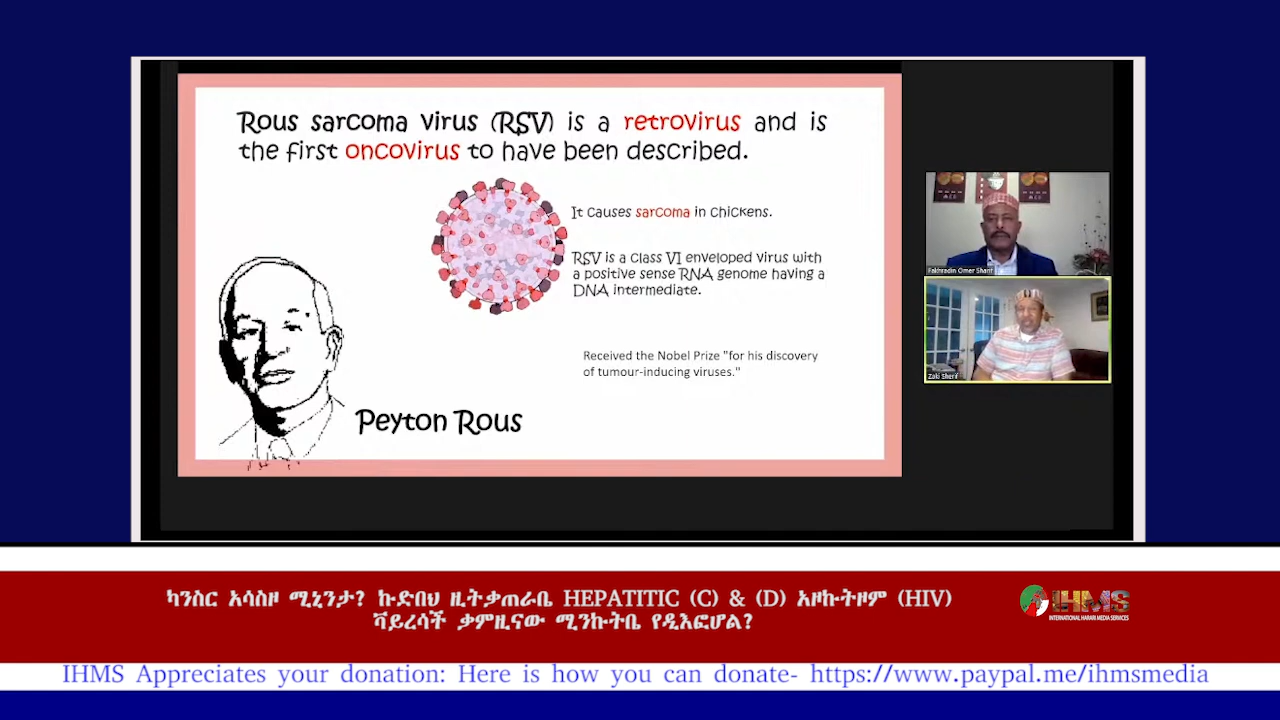 Rous sarcoma virus (RSV) is a retrovirus and is
the first oncovirus to have been described.
It causes sarcoma in chickens.
RSV is a class VI enveloped virus with
a positive sense RNA genome having a
DNA intermediate.
Received the Nobel Prize "for his discovery
of tumour-inducing viruses."
Peyton Rous
Fakhradin Omer Sharif
Zaki Sherif
ካንስር አሳስዞ ሚኒንታ? ኩድበህ ዚትቃጠራቤ HEPATITIC (C) & (D) አዞኩትዞም (HIV)
ቫይረሳች ቃምዚናው ሚንኩትቤ የዲእፎሆል?
IHMS
INTERNATIONAL HARARI MEDIA SERVICES
IHMS Appreciates your donation: Here is how you can donate- https://www.paypal.me/ihmsmedia